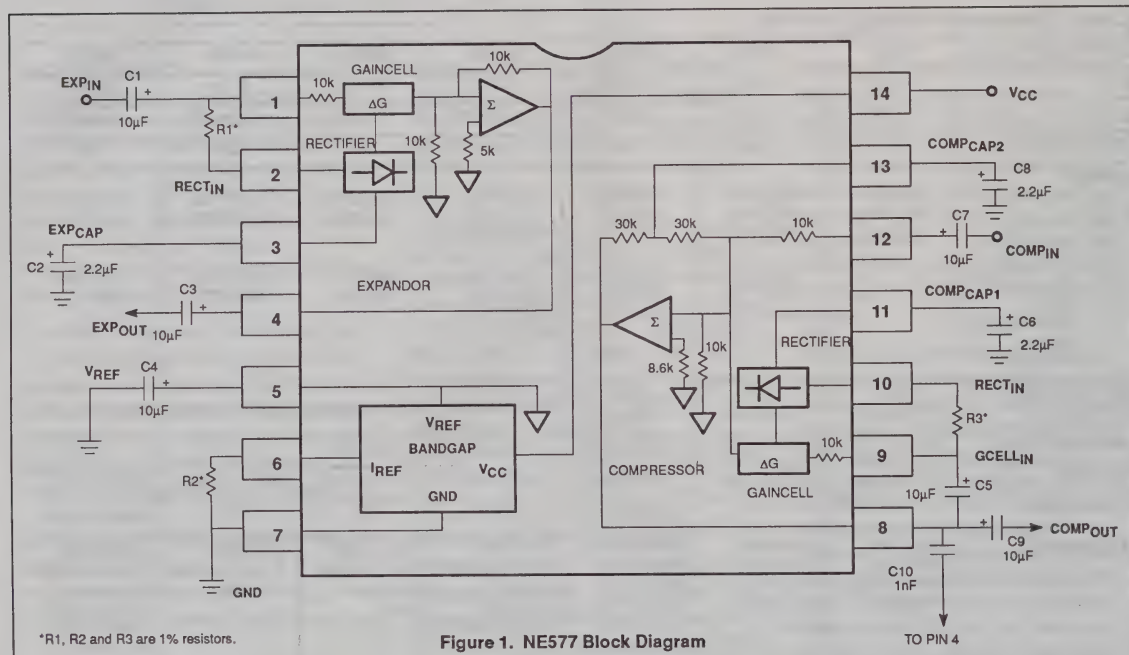 EXPIN
C1
+
10µF
R1*
RECTIN
EXPCAP
+
C2
2.2µF
C3
+
EXPOUT
10µF
VREF
C4
+
10µF
R2*
GND
1
2
3
4
5
6
7
10k
GAINCELL
ΔG
10k
Σ
10k
5k
RECTIFIER
EXPANDOR
VREF
BANDGAP
IREF
VCC
GND
30k
30k
10k
Σ
8.6k
10k
RECTIFIER
COMPRESSOR
ΔG
10k
GAINCELL
14
13
12
11
10
9
8
VCC
COMPCAP2
+
C8
2.2µF
C7
+
10µF
COMPIN
COMPCAP1
+
C6
2.2µF
RECTIN
R3*
GCELLIN
+
C5
10µF
+
C9
10µF
COMPOUT
C10
1nF
TO PIN 4
*R1, R2 and R3 are 1% resistors.
Figure 1. NE577 Block Diagram